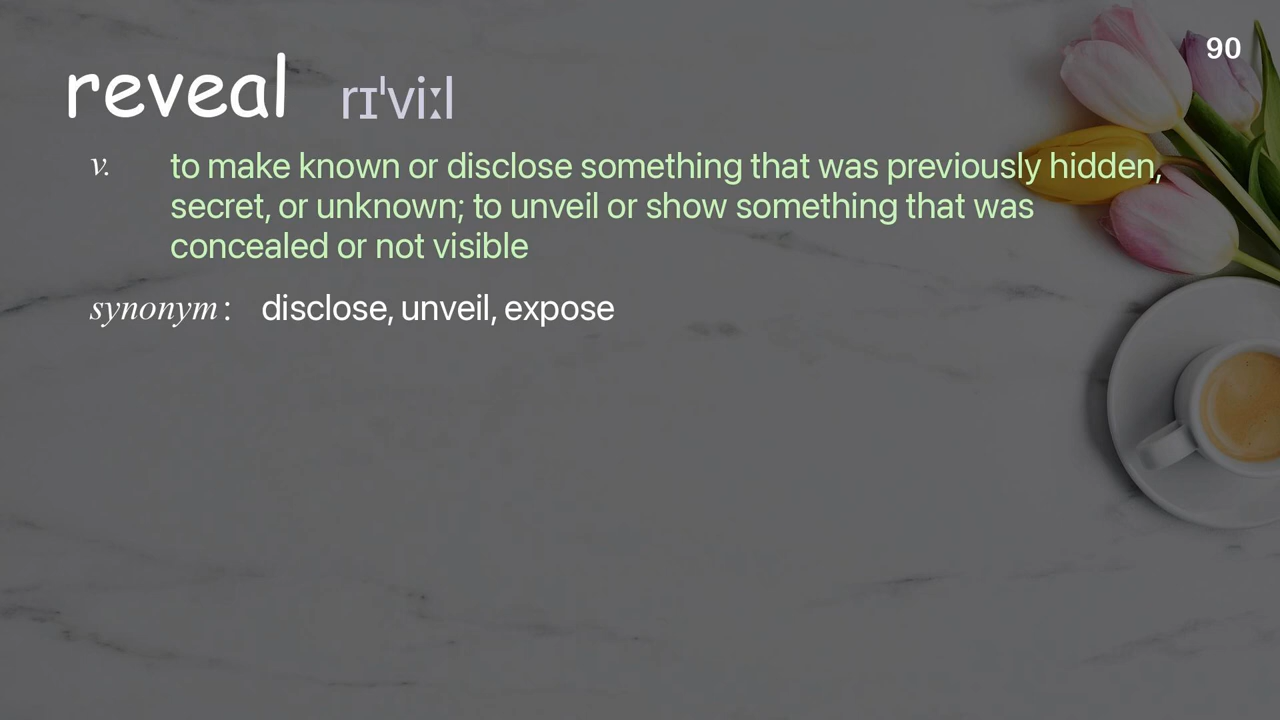 90
reveal rɪˈviːl
v. to make known or disclose something that was previously hidden,
secret, or unknown; to unveil or show something that was
concealed or not visible
synonym: disclose, unveil, expose